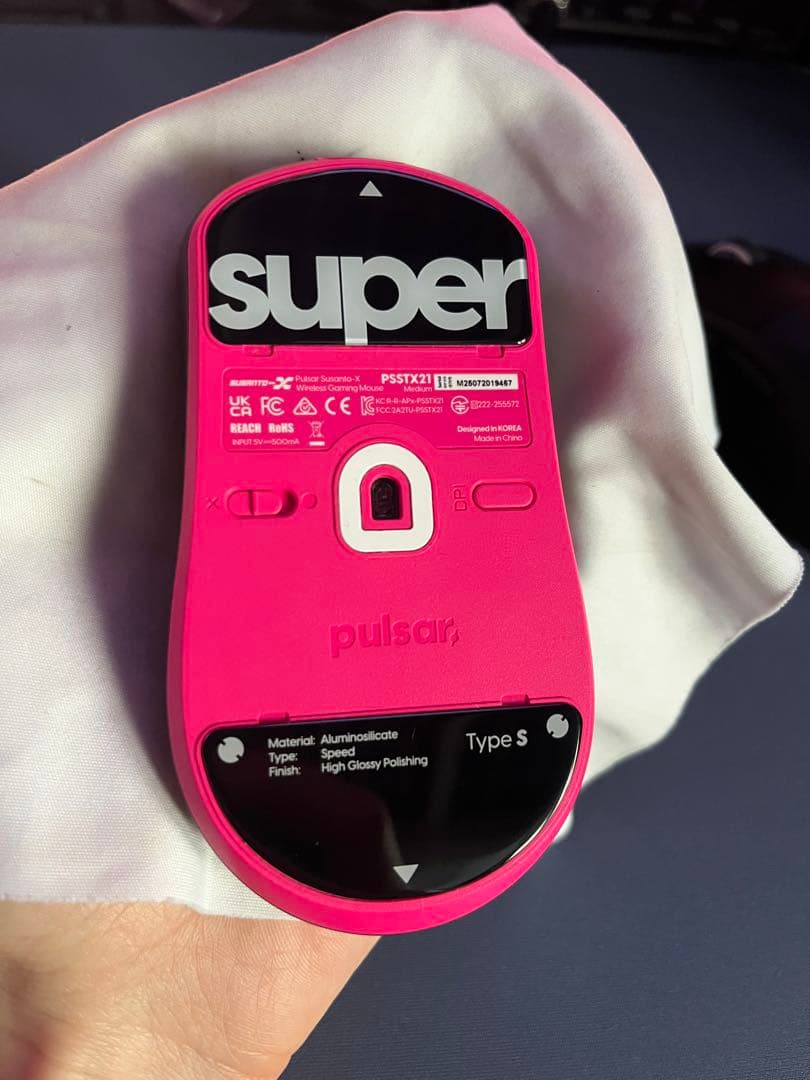 super
SUSANTO-X Pulsar Susanto-X PSSTX21 M25072019467
Wireless Gaming Mouse Medium
UK CA FC CE KC:R-R-APx-PSSTX21 222-255572
FCC:2A2TU-PSSTX21
REACH RoHS Designed in KOREA
INPUT 5V⎓500mA Made in China
X DPI
pulsar
Material: Aluminosilicate Type S
Type: Speed
Finish: High Glossy Polishing